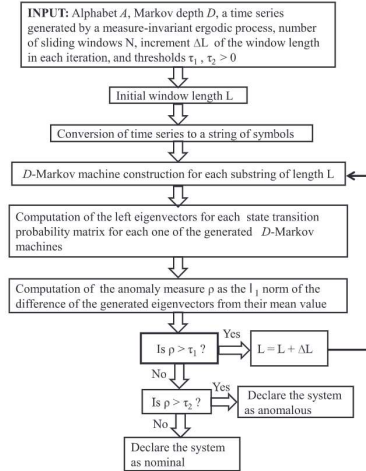 INPUT: Alphabet A, Markov depth D, a time series
generated by a measure-invariant ergodic process, number
of sliding windows N, increment ΔL of the window length
in each iteration, and thresholds τ1 , τ2 > 0
Initial window length L
Conversion of time series to a string of symbols
D-Markov machine construction for each substring of length L
Computation of the left eigenvectors for each state transition
probability matrix for each one of the generated D-Markov
machines
Computation of the anomaly measure ρ as the l1 norm of the
difference of the generated eigenvectors from their mean value
Is ρ > τ1 ?
Yes
L = L + ΔL
No
Is ρ > τ2 ?
Yes
Declare the system
as anomalous
No
Declare the system
as nominal